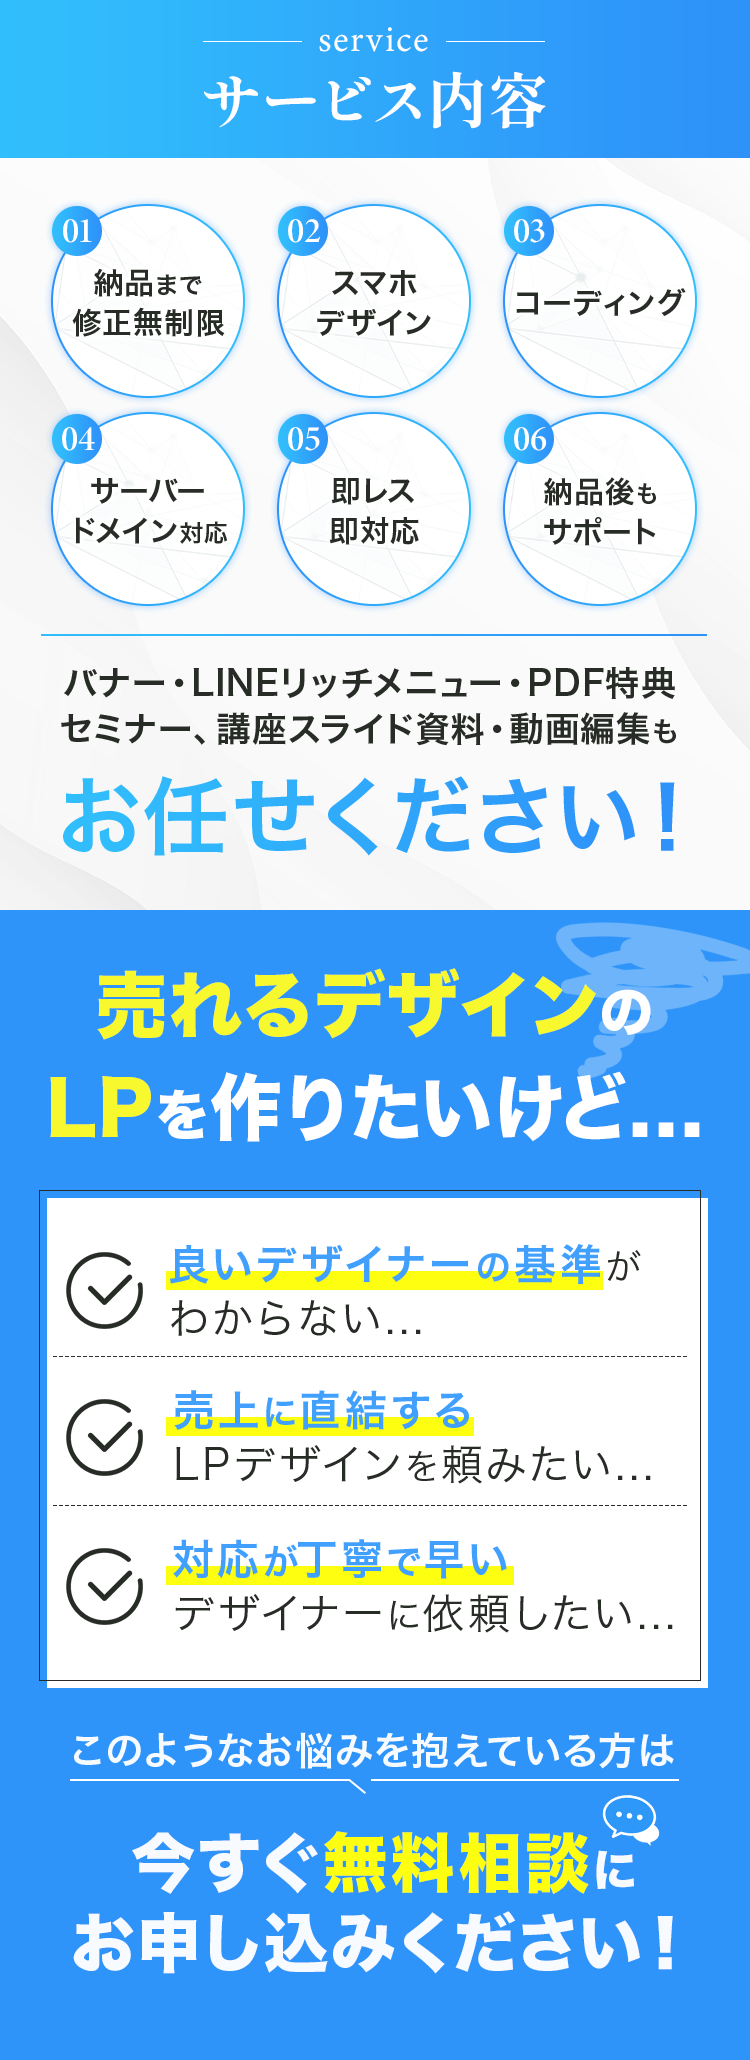 service
サービス内容
01
納品まで
修正無制限
02
スマホ
デザイン
03
コーディング
04
サーバー
ドメイン対応
05
即レス
即対応
06
納品後も
サポート
バナー・LINEリッチメニュー・PDF特典
セミナー、講座スライド資料・動画編集も
お任せください！
売れるデザインの
LPを作りたいけど...
良いデザイナーの基準が
わからない...
売上に直結する
LPデザインを頼みたい...
対応が丁寧で早い
デザイナーに依頼したい...
このようなお悩みを抱えている方は
今すぐ無料相談に
お申し込みください！